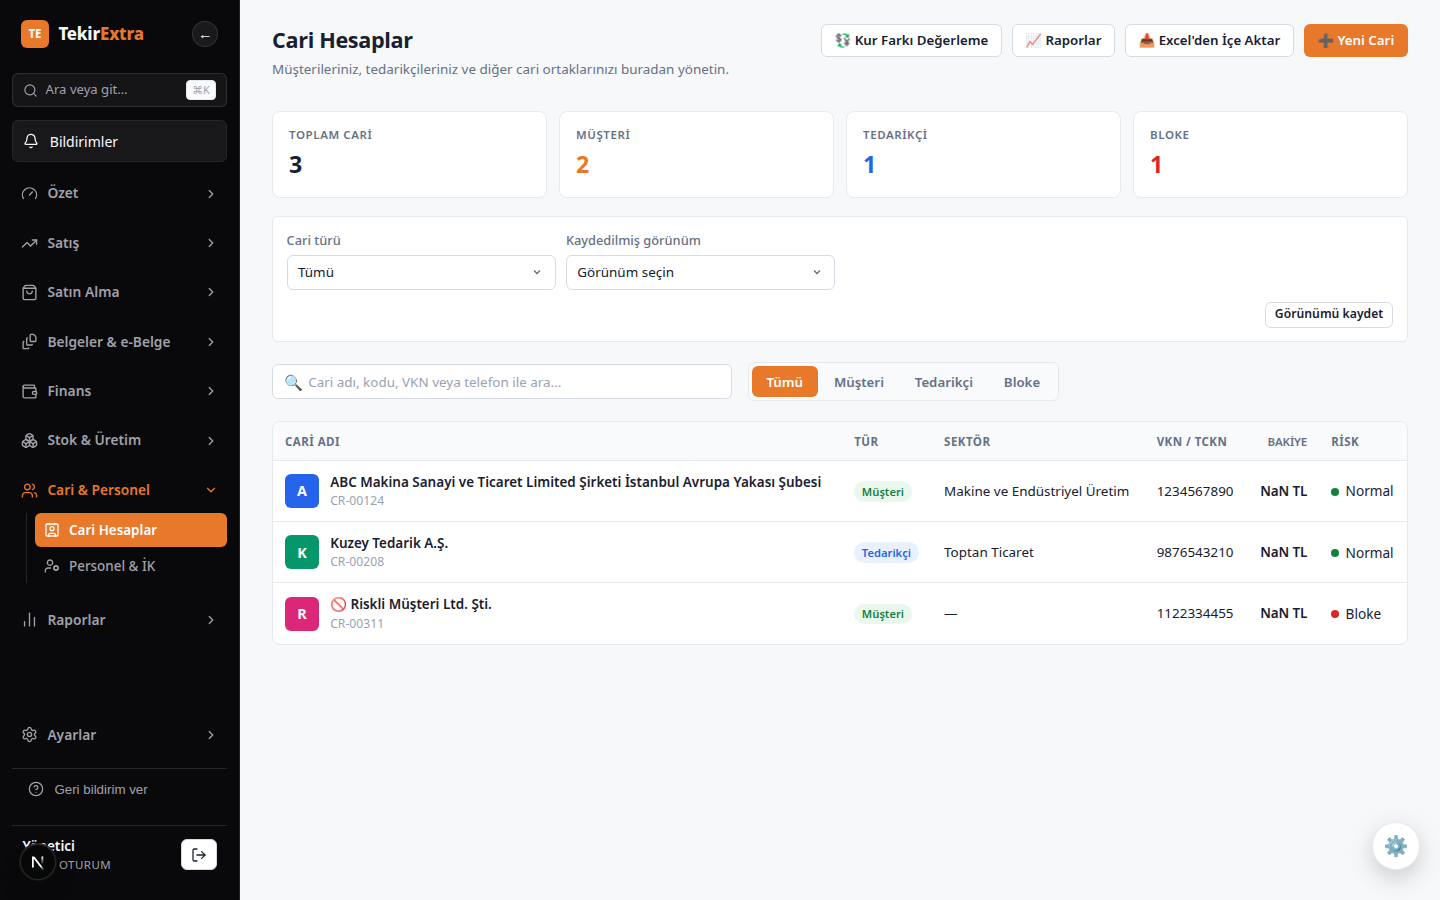 TE TekirExtra ←
Ara veya git... ⌘K
Bildirimler
Özet
Satış
Satın Alma
Belgeler & e-Belge
Finans
Stok & Üretim
Cari & Personel
Cari Hesaplar
Personel & İK
Raporlar
Ayarlar
Geri bildirim ver
OTURUM
Cari Hesaplar
Müşterileriniz, tedarikçileriniz ve diğer cari ortaklarınızı buradan yönetin.
💱 Kur Farkı Değerleme 📈 Raporlar 📥 Excel'den İçe Aktar ➕ Yeni Cari
TOPLAM CARİ
3
MÜŞTERİ
2
TEDARİKÇİ
1
BLOKE
1
Cari türü Kaydedilmiş görünüm
Tümü Görünüm seçin
Görünümü kaydet
🔍 Cari adı, kodu, VKN veya telefon ile ara...
Tümü Müşteri Tedarikçi Bloke
CARİ ADI TÜR SEKTÖR VKN / TCKN BAKİYE RİSK
A ABC Makina Sanayi ve Ticaret Limited Şirketi İstanbul Avrupa Yakası Şubesi
CR-00124
Müşteri Makine ve Endüstriyel Üretim 1234567890 NaN TL Normal
K Kuzey Tedarik A.Ş.
CR-00208
Tedarikçi Toptan Ticaret 9876543210 NaN TL Normal
R 🚫 Riskli Müşteri Ltd. Şti.
CR-00311
Müşteri — 1122334455 NaN TL Bloke